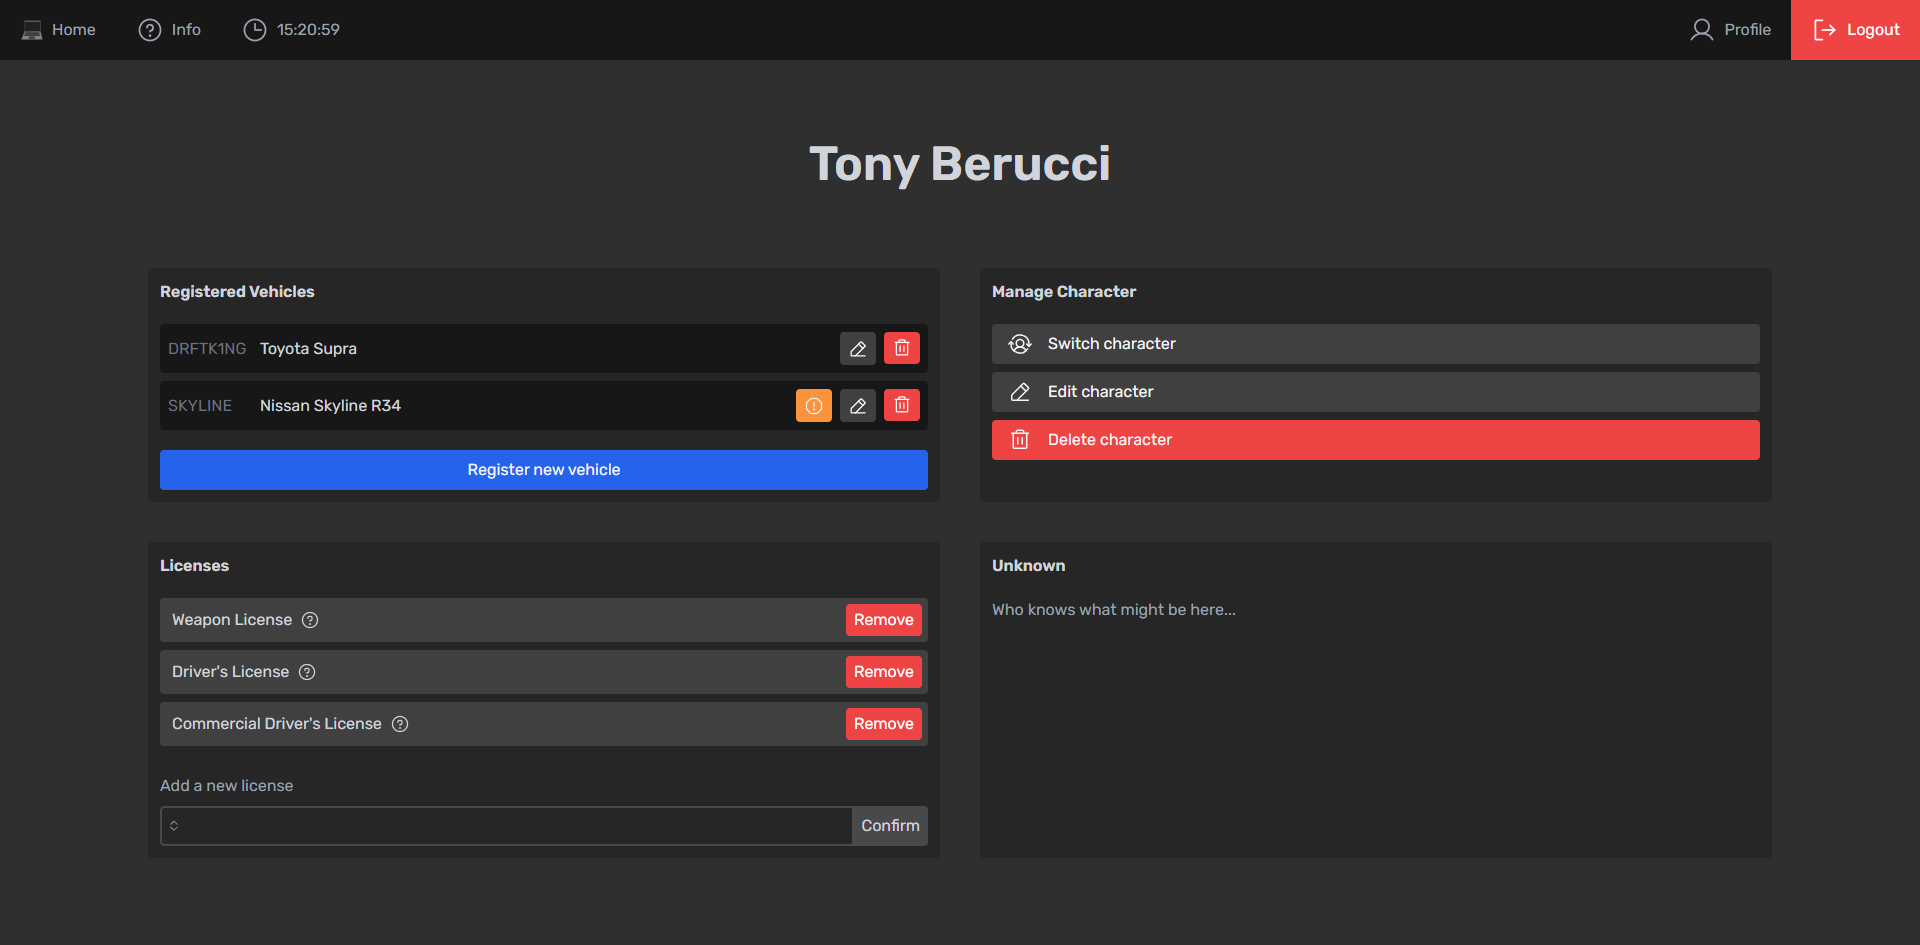 Home
Info
15:20:59
Profile
Logout
Tony Berucci
Registered Vehicles
DRFTK1NG Toyota Supra
SKYLINE Nissan Skyline R34
Register new vehicle
Manage Character
Switch character
Edit character
Delete character
Licenses
Weapon License
Remove
Driver's License
Remove
Commercial Driver's License
Remove
Add a new license
Confirm
Unknown
Who knows what might be here...